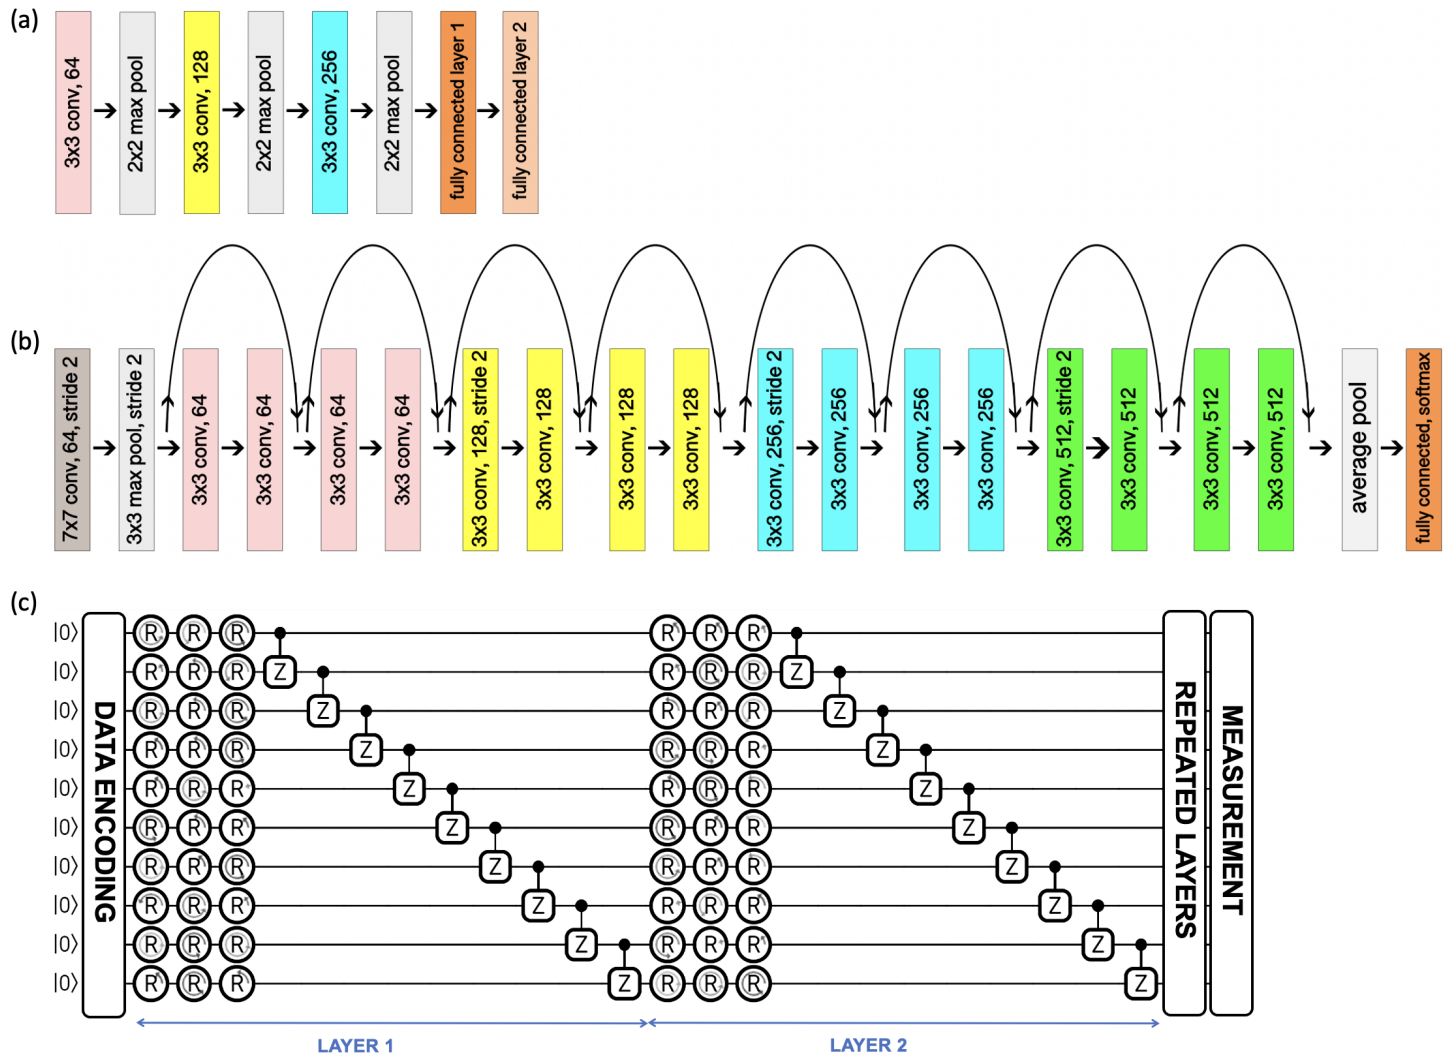 (a)
3x3 conv, 64
2x2 max pool
3x3 conv, 128
2x2 max pool
3x3 conv, 256
2x2 max pool
fully connected layer 1
fully connected layer 2
(b)
7x7 conv, 64, stride 2
3x3 max pool, stride 2
3x3 conv, 64
3x3 conv, 64
3x3 conv, 64
3x3 conv, 64
3x3 conv, 128, stride 2
3x3 conv, 128
3x3 conv, 128
3x3 conv, 128
3x3 conv, 256, stride 2
3x3 conv, 256
3x3 conv, 256
3x3 conv, 256
3x3 conv, 512, stride 2
3x3 conv, 512
3x3 conv, 512
3x3 conv, 512
average pool
fully connected, softmax
(c)
DATA ENCODING
|0⟩ R R R R R R
|0⟩ R R R Z R R R Z
|0⟩ R R R Z R R R Z
|0⟩ R R R Z R R R Z
|0⟩ R R R Z R R R Z
|0⟩ R R R Z R R R Z
|0⟩ R R R Z R R R Z
|0⟩ R R R Z R R R Z
|0⟩ R R R Z R R R Z
|0⟩ R R R Z R R R Z
REPEATED LAYERS
MEASUREMENT
LAYER 1
LAYER 2